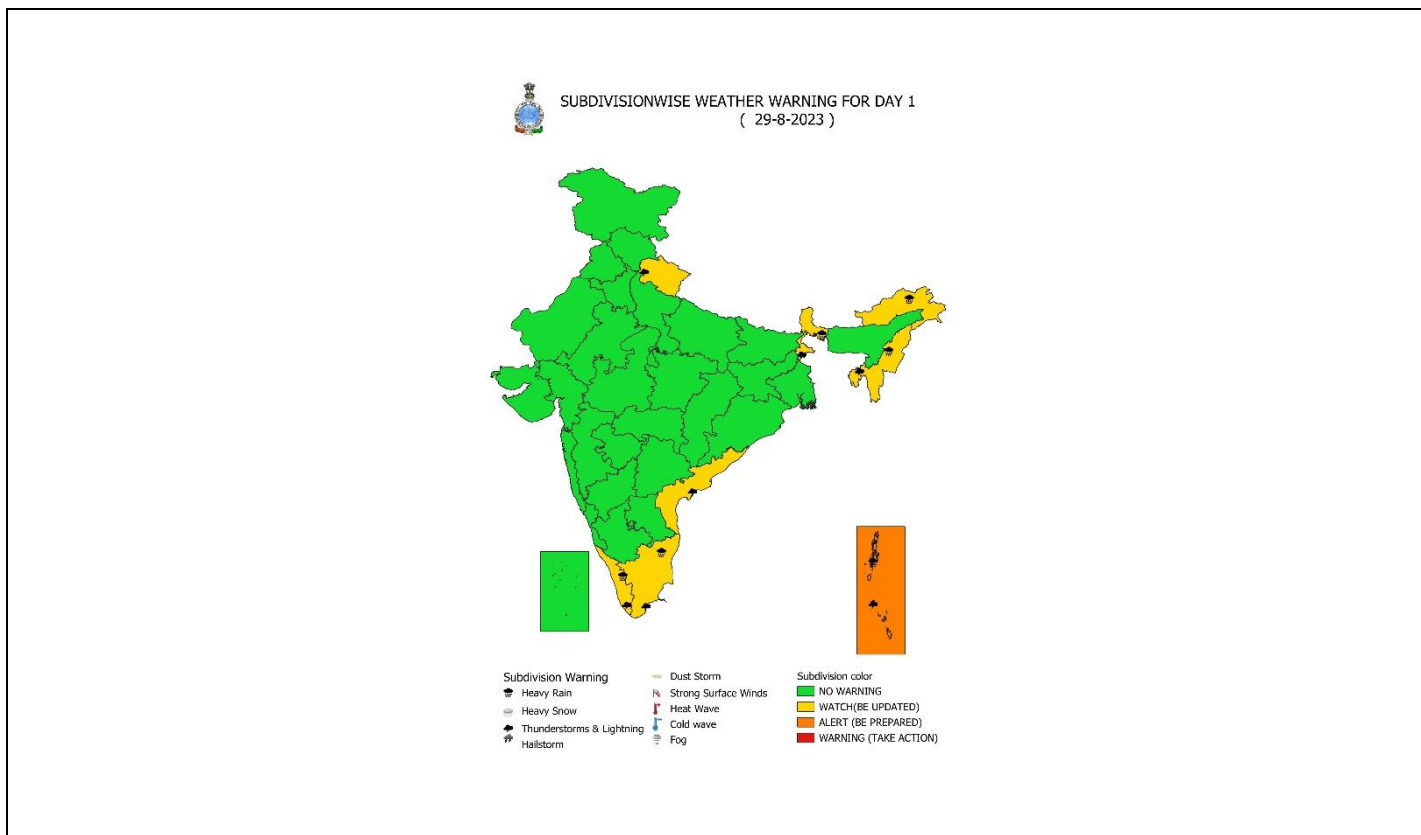 SUBDIVISIONWISE WEATHER WARNING FOR DAY 1
( 29-8-2023 )
Subdivision Warning
Heavy Rain
Heavy Snow
Thunderstorms & Lightning
Hailstorm
Dust Storm
Strong Surface Winds
Heat Wave
Cold wave
Fog
Subdivision color
NO WARNING
WATCH(BE UPDATED)
ALERT (BE PREPARED)
WARNING (TAKE ACTION)